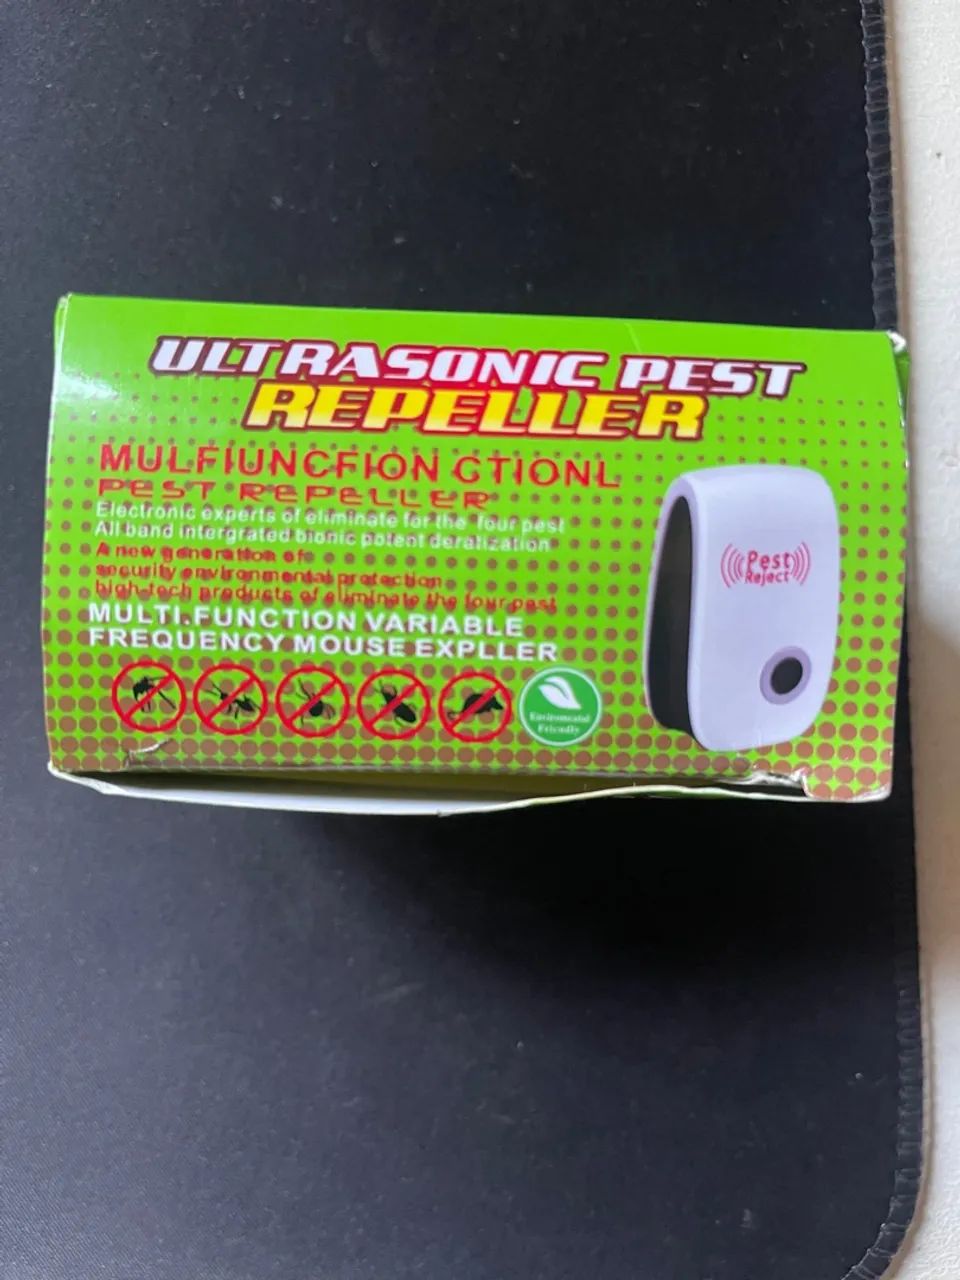 ULTRASONIC PEST
REPELLER
MULFIUNCFION GTIONL
PEST REPELLER
Electronic experts of eliminate for the four pest
All band intergrated bionic potent deratization
A new generation of
security environmental protection
high-tech products of eliminate the four pest
MULTI.FUNCTION VARIABLE
FREQUENCY MOUSE EXPLLER
Enviromental
Friendly
Pest
Reject